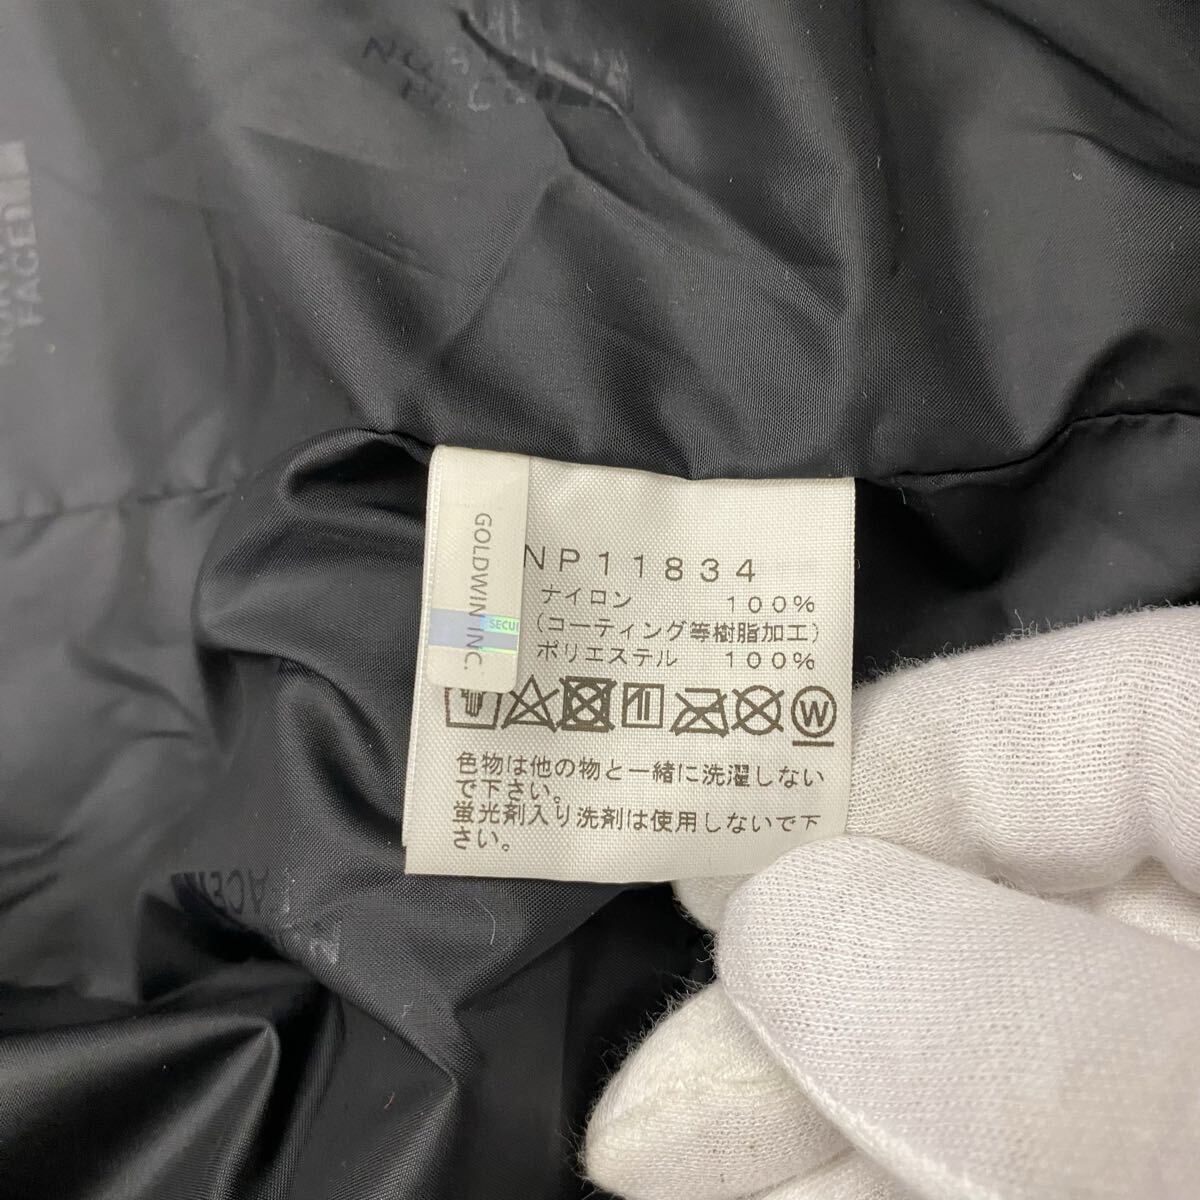 GOLDWIN INC.
SECU
NP11834
ナイロン 100%
(コーティング等樹脂加工)
ポリエステル 100%
W
色物は他の物と一緒に洗濯しない
で下さい。
蛍光剤入り洗剤は使用しないで下
さい。
FACE